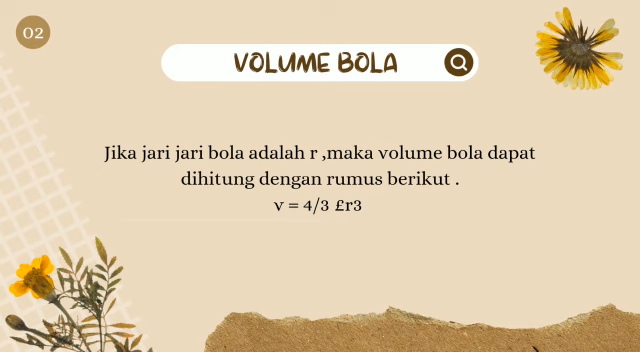 02
VOLUME BOLA
Jika jari jari bola adalah r ,maka volume bola dapat
dihitung dengan rumus berikut .
v = 4/3 £r3